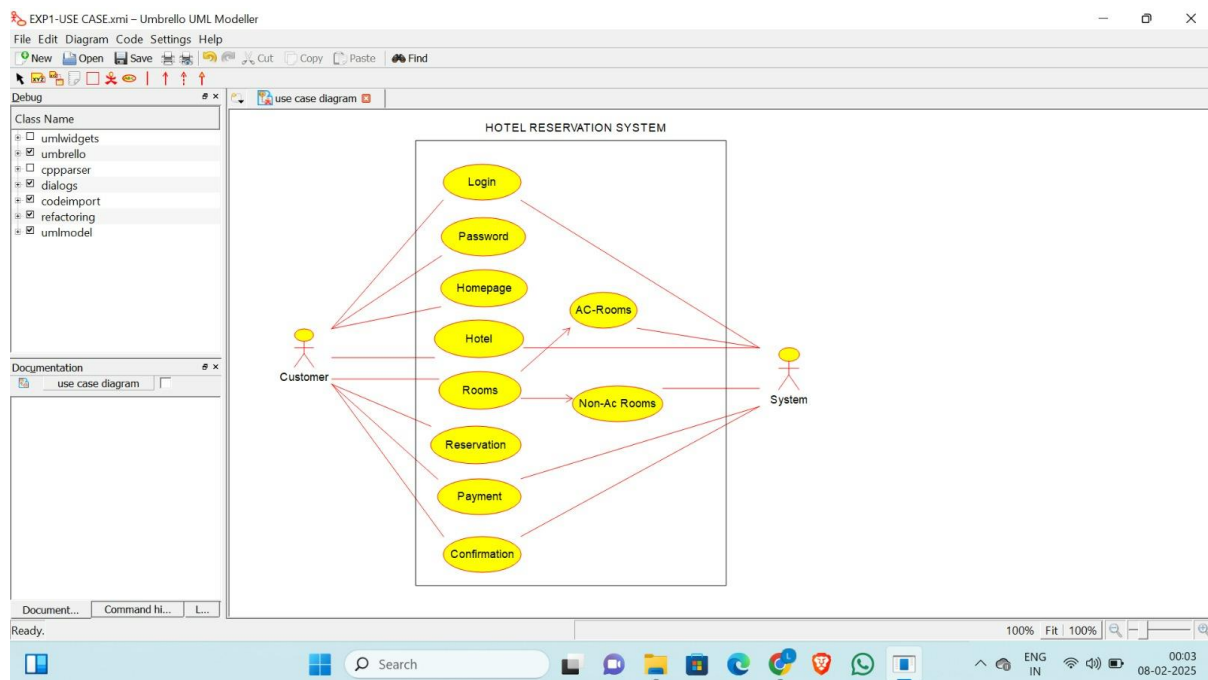 EXP1-USE CASE.xmi – Umbrello UML Modeller
File Edit Diagram Code Settings Help
New Open Save Cut Copy Paste Find
Debug
use case diagram
Class Name
umlwidgets
umbrello
cppparser
dialogs
codeimport
refactoring
umlmodel
HOTEL RESERVATION SYSTEM
Login
Password
Homepage
AC-Rooms
Hotel
Customer
Rooms
Non-Ac Rooms
System
Reservation
Payment
Confirmation
Documentation
use case diagram
Document... Command hi... L...
Ready.
100% Fit 100%
Search
ENG
IN
00:03
08-02-2025